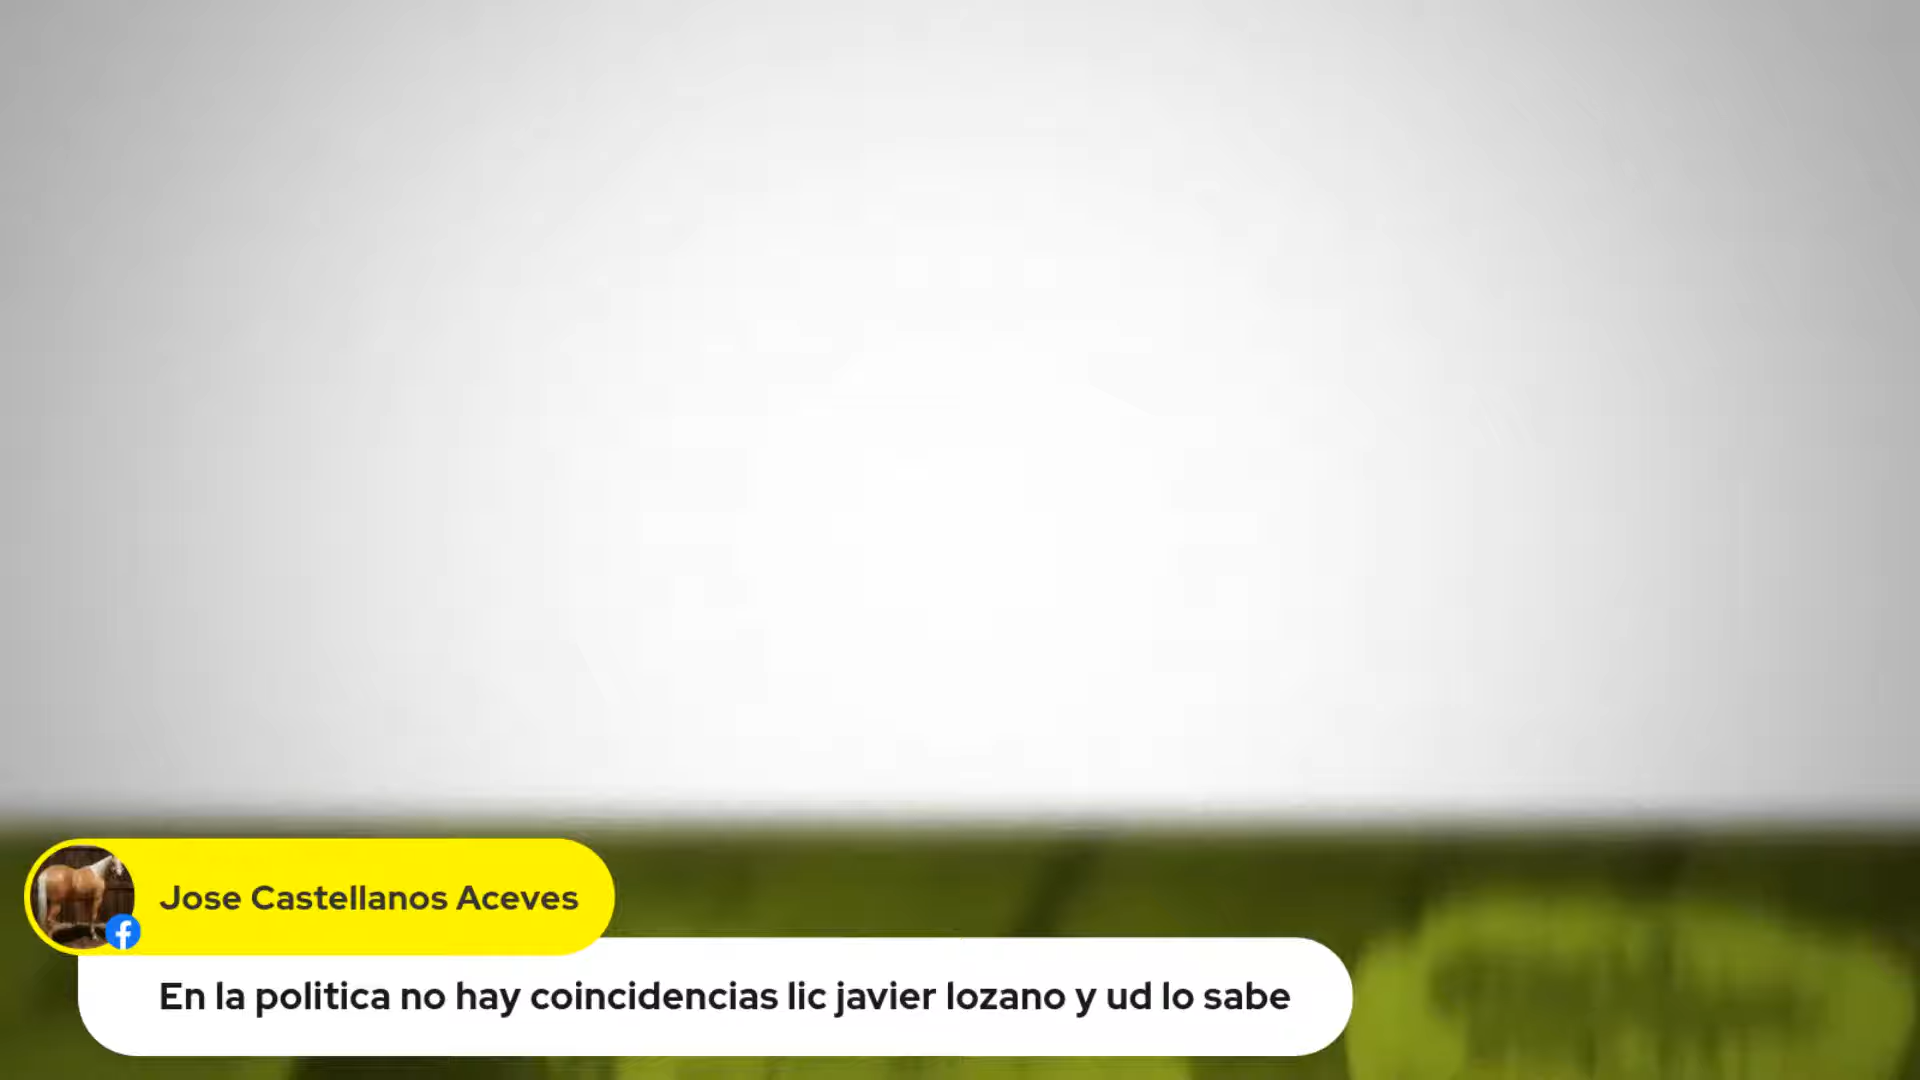 Jose Castellanos Aceves
En la politica no hay coincidencias lic javier lozano y ud lo sabe